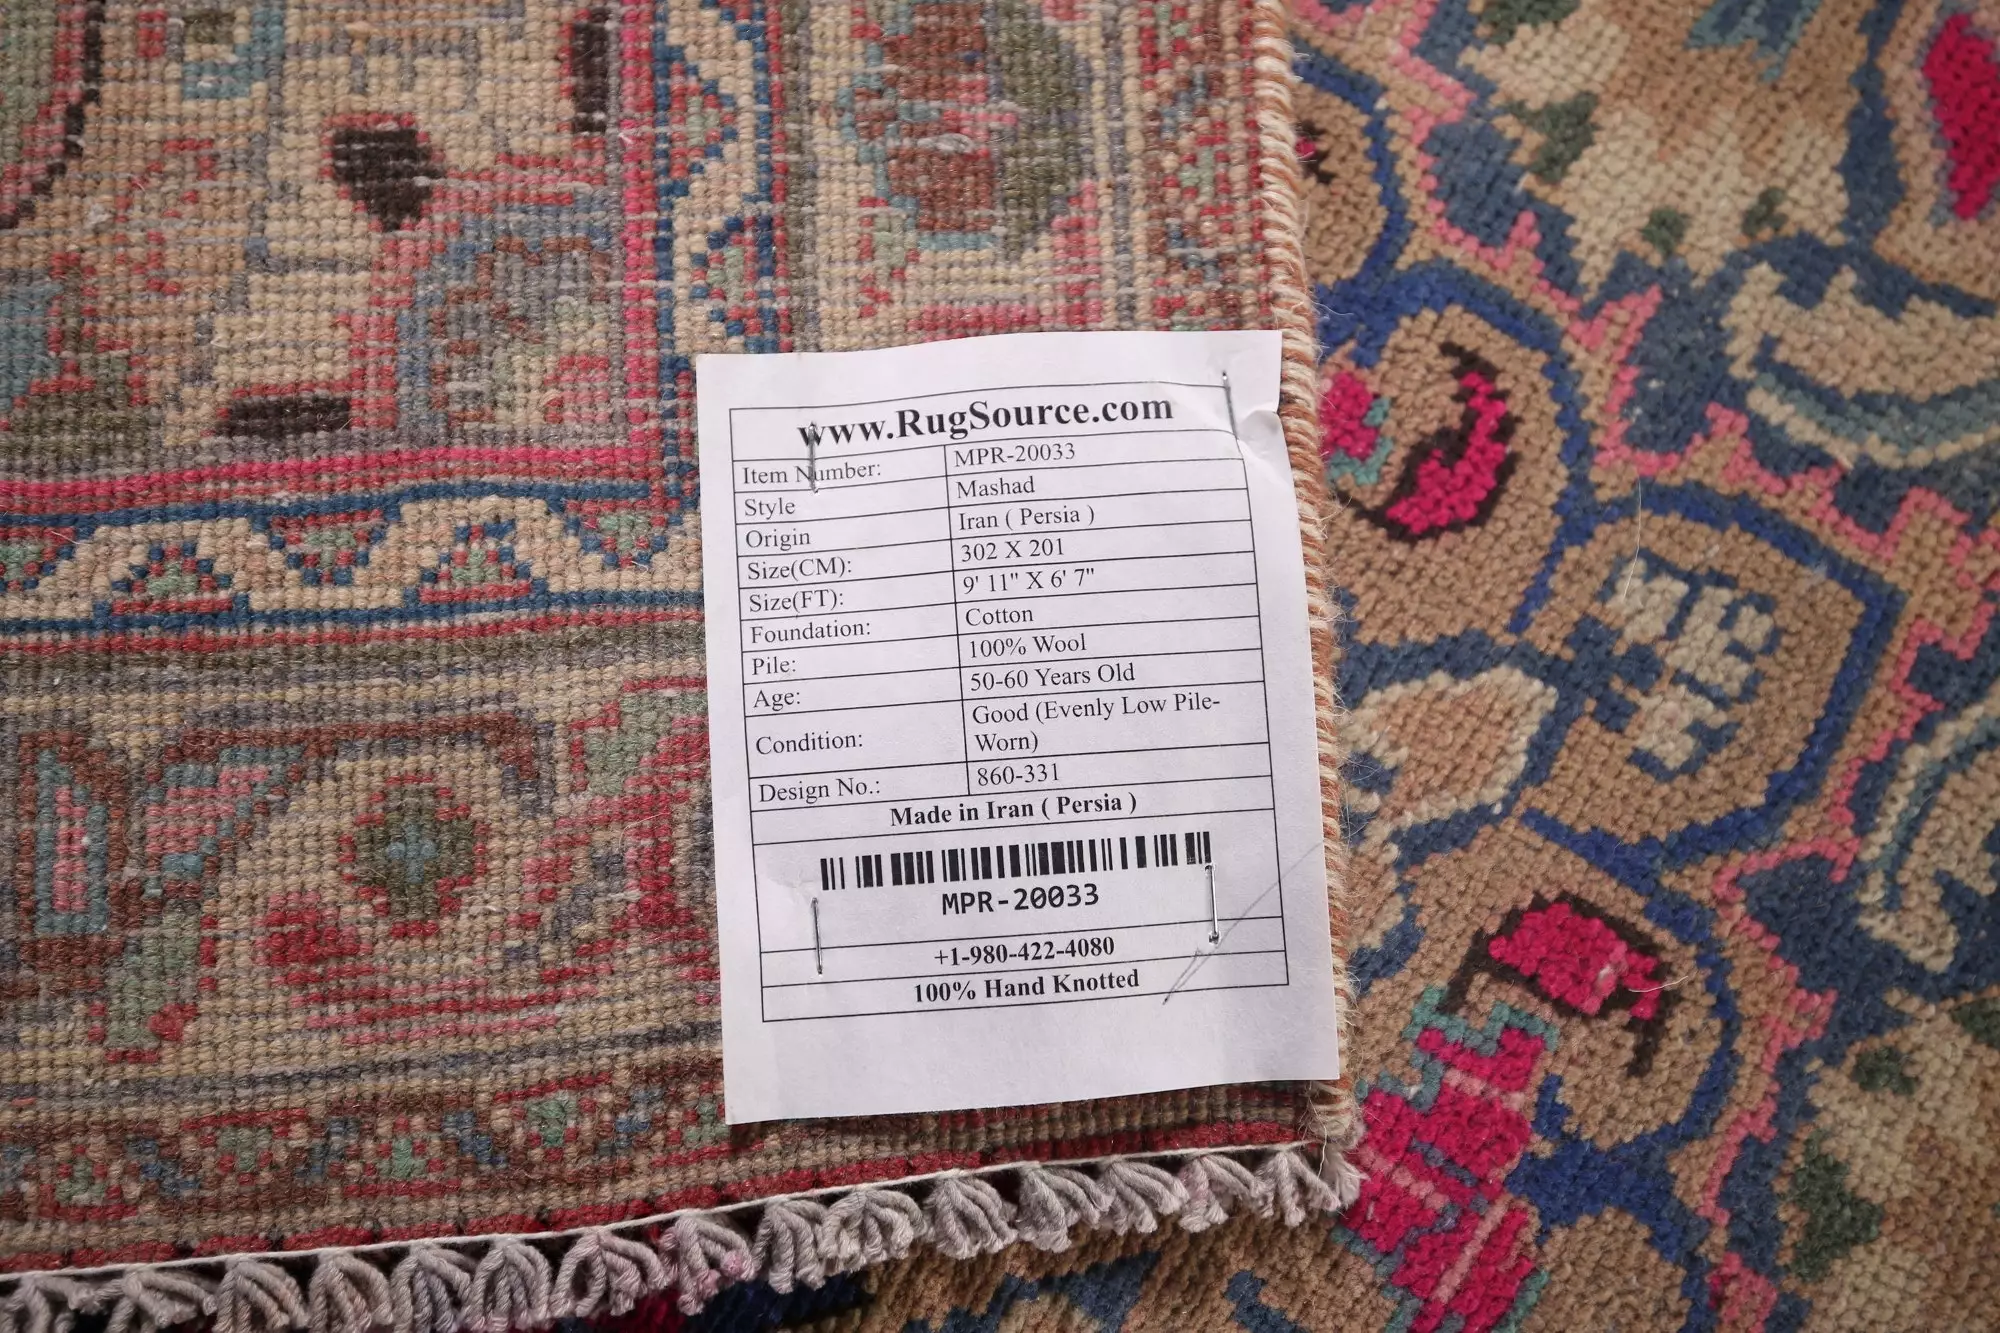 www.RugSource.com
Item Number: MPR-20033
Style Mashad
Origin Iran ( Persia )
Size(CM): 302 X 201
Size(FT): 9' 11" X 6' 7"
Foundation: Cotton
Pile: 100% Wool
Age: 50-60 Years Old
Condition: Good (Evenly Low Pile-
Worn)
Design No.: 860-331
Made in Iran ( Persia )
MPR-20033
+1-980-422-4080
100% Hand Knotted